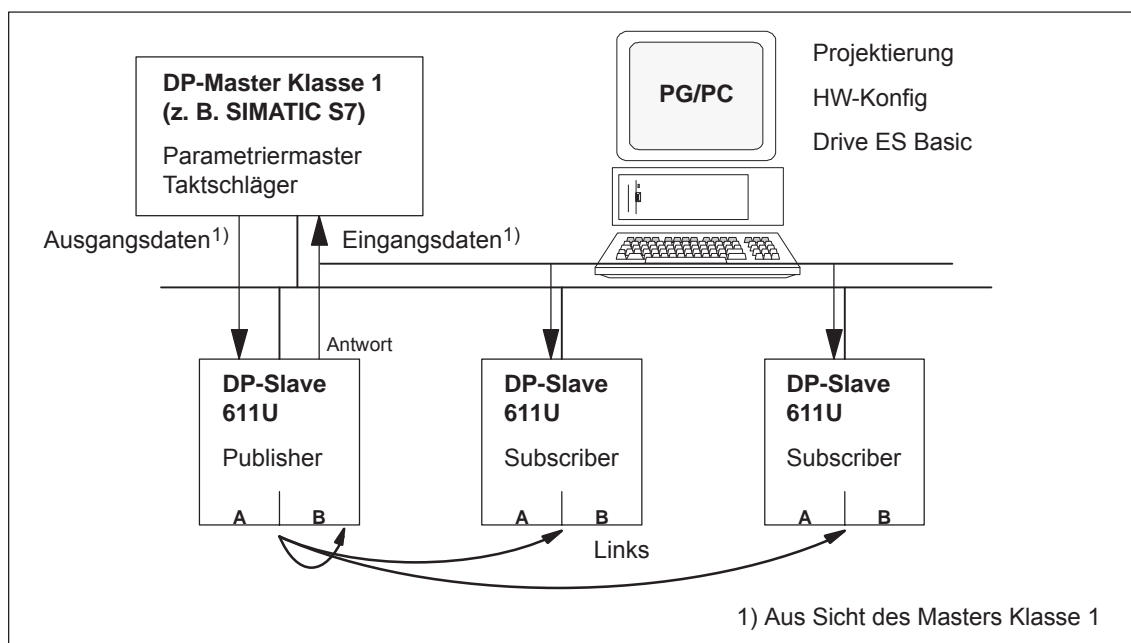 DP-Master Klasse 1
(z. B. SIMATIC S7)
Parametriermaster
Taktschläger
PG/PC
Projektierung
HW-Konfig
Drive ES Basic
Ausgangsdaten1)
Eingangsdaten1)
Antwort
DP-Slave
611U
Publisher
A B
DP-Slave
611U
Subscriber
A B
DP-Slave
611U
Subscriber
A B
Links
1) Aus Sicht des Masters Klasse 1